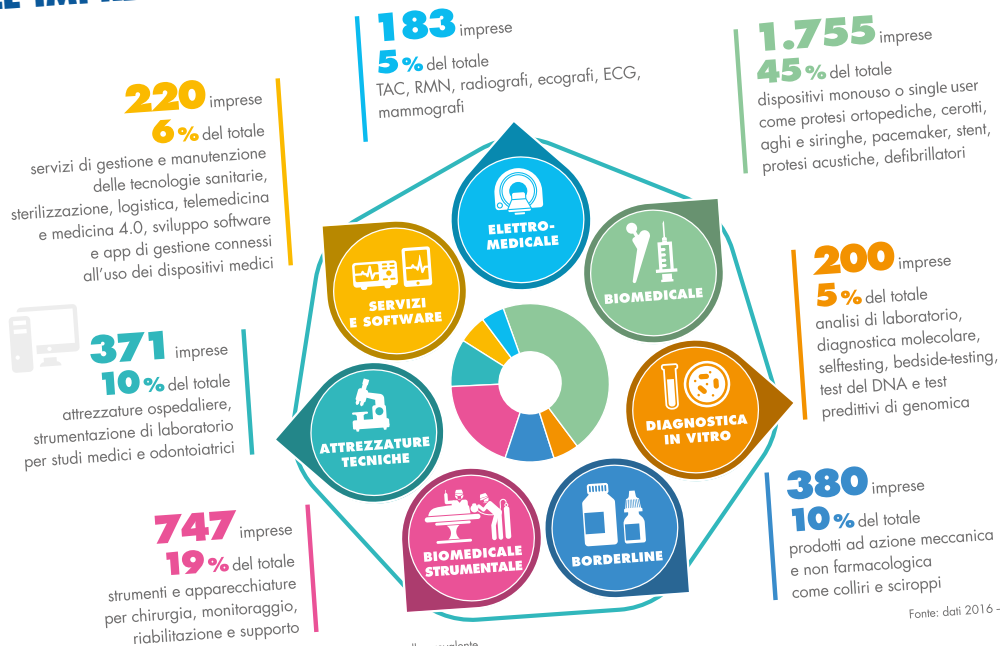 183 imprese
5% del totale
TAC, RMN, radiografi, ecografi, ECG,
mammografi
1.755 imprese
45% del totale
dispositivi monouso o single user
come protesi ortopediche, cerotti,
aghi e siringhe, pacemaker, stent,
protesi acustiche, defibrillatori
220 imprese
6% del totale
servizi di gestione e manutenzione
delle tecnologie sanitarie,
sterilizzazione, logistica, telemedicina
e medicina 4.0, sviluppo software
e app di gestione connessi
all'uso dei dispositivi medici
ELETTRO-
MEDICALE
BIOMEDICALE
SERVIZI
E SOFTWARE
200 imprese
5% del totale
analisi di laboratorio,
diagnostica molecolare,
selftesting, bedside-testing,
test del DNA e test
predittivi di genomica
371 imprese
10% del totale
attrezzature ospedaliere,
strumentazione di laboratorio
per studi medici e odontoiatrici
ATTREZZATURE
TECNICHE
DIAGNOSTICA
IN VITRO
747 imprese
19% del totale
strumenti e apparecchiature
per chirurgia, monitoraggio,
riabilitazione e supporto
BIOMEDICALE
STRUMENTALE
BORDERLINE
380 imprese
10% del totale
prodotti ad azione meccanica
e non farmacologica
come colliri e sciroppi
Fonte: dati 2016 –